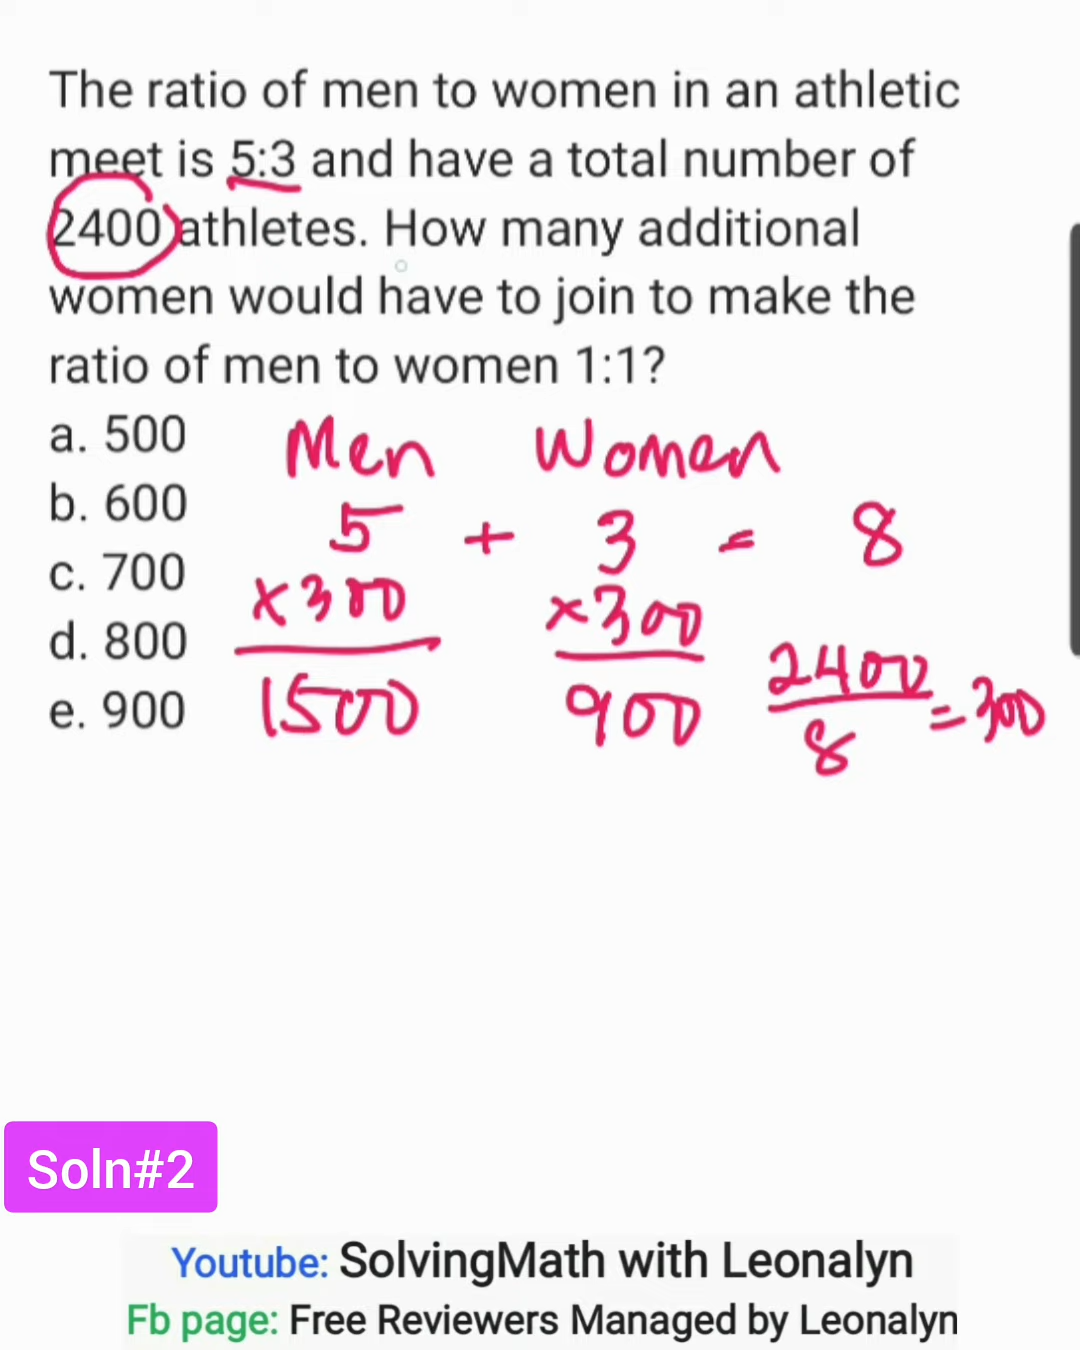 The ratio of men to women in an athletic
meet is 5:3 and have a total number of
2400 athletes. How many additional
women would have to join to make the
ratio of men to women 1:1?
a. 500
b. 600
c. 700
d. 800
e. 900
Men Women
5 + 3 = 8
×300 ×300
1500 900
2400
8
=300
Soln#2
Youtube: SolvingMath with Leonalyn
Fb page: Free Reviewers Managed by Leonalyn